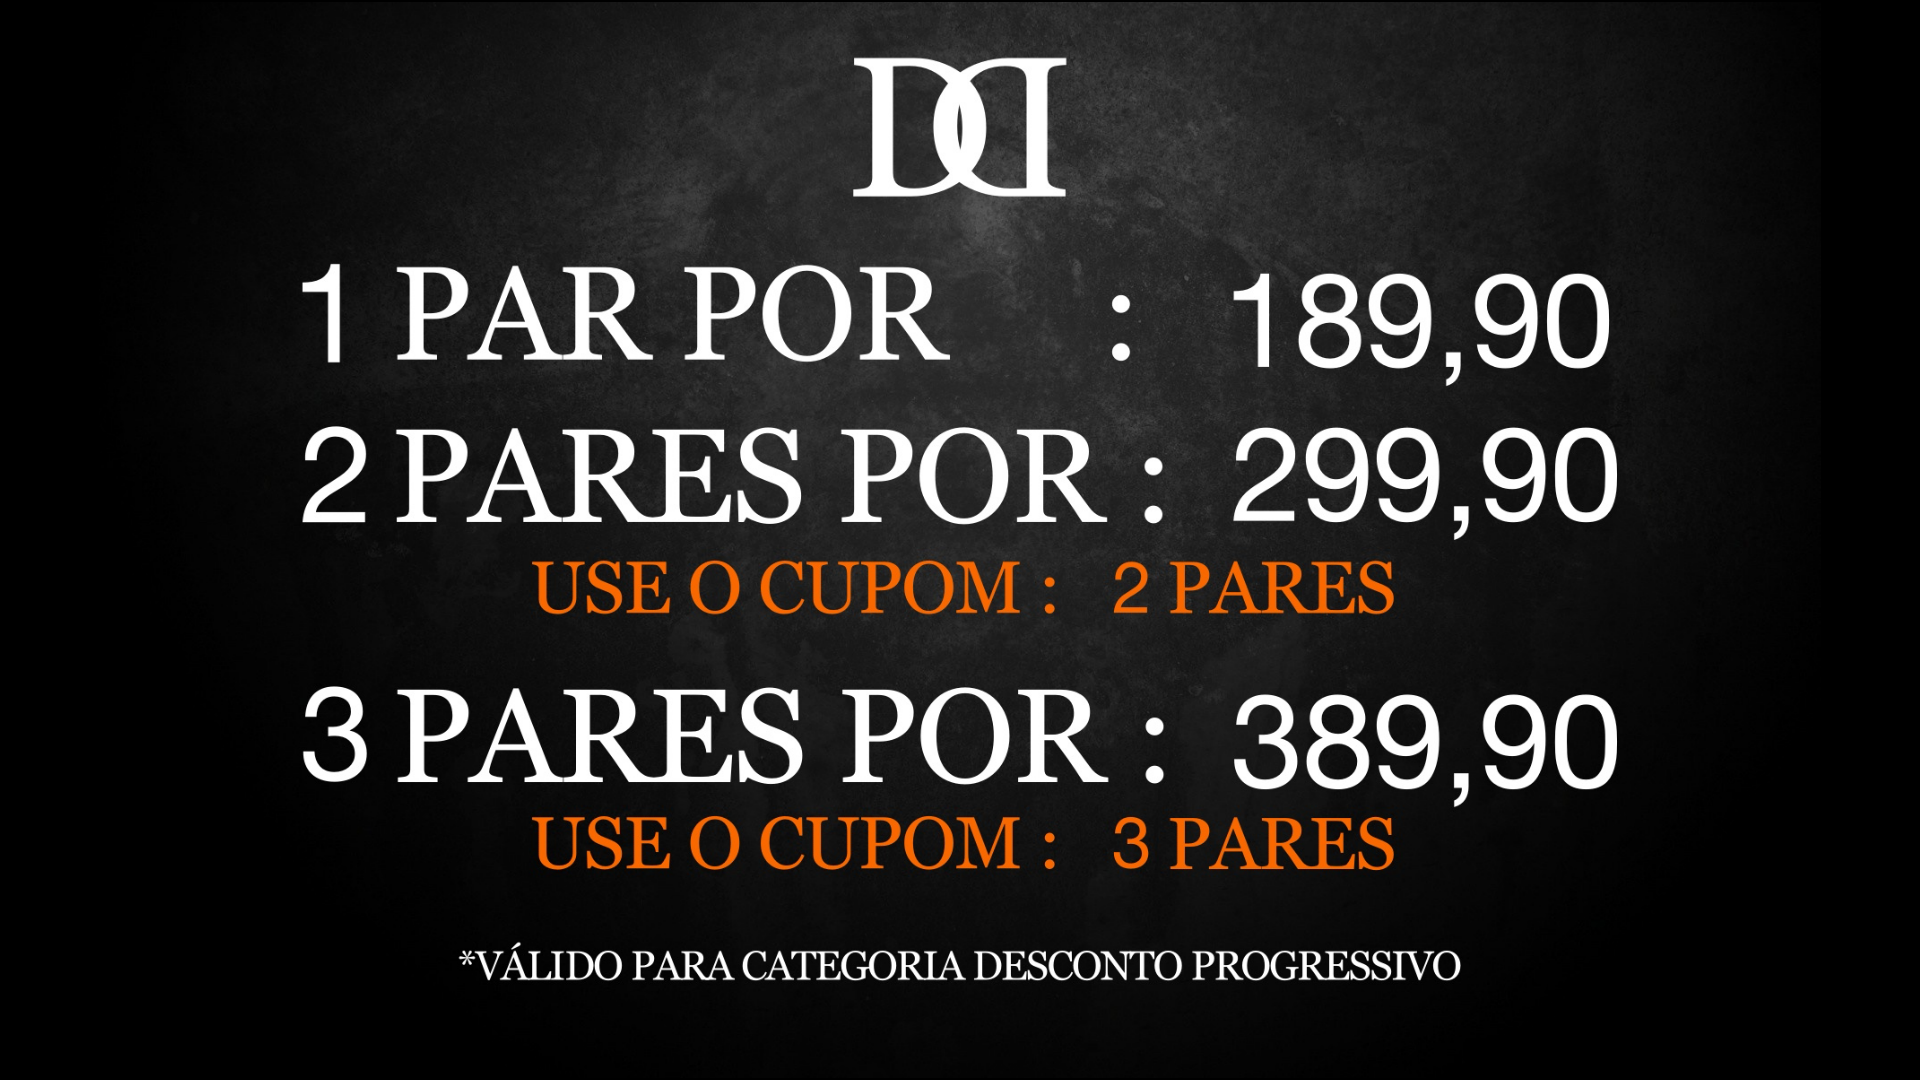 DD
1 PAR POR : 189,90
2 PARES POR : 299,90
USE O CUPOM : 2 PARES
3 PARES POR : 389,90
USE O CUPOM : 3 PARES
*VÁLIDO PARA CATEGORIA DESCONTO PROGRESSIVO